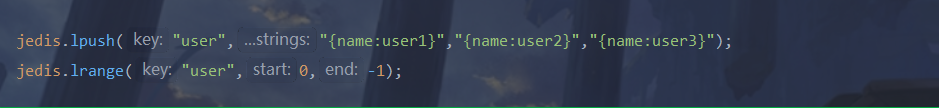 jedis.lpush( key: "user", ...strings: "{name:user1}","{name:user2}","{name:user3}");
jedis.lrange( key: "user", start: 0, end: -1);